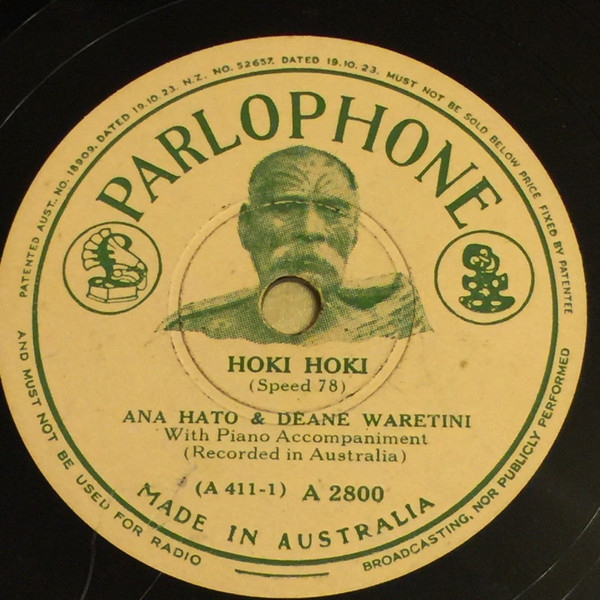 PATENTED AUST. NO. 18909, DATED 19.10.23. N.Z. NO. 52657, DATED 19.10.23. MUST NOT BE SOLD BELOW PRICE FIXED BY PATENTEE
AND MUST NOT BE USED FOR RADIO BROADCASTING, NOR PUBLICLY PERFORMED
PARLOPHONE
HOKI HOKI
(Speed 78)
ANA HATO & DEANE WARETINI
With Piano Accompaniment
(Recorded in Australia)
(A 411-1) A 2800
MADE IN AUSTRALIA